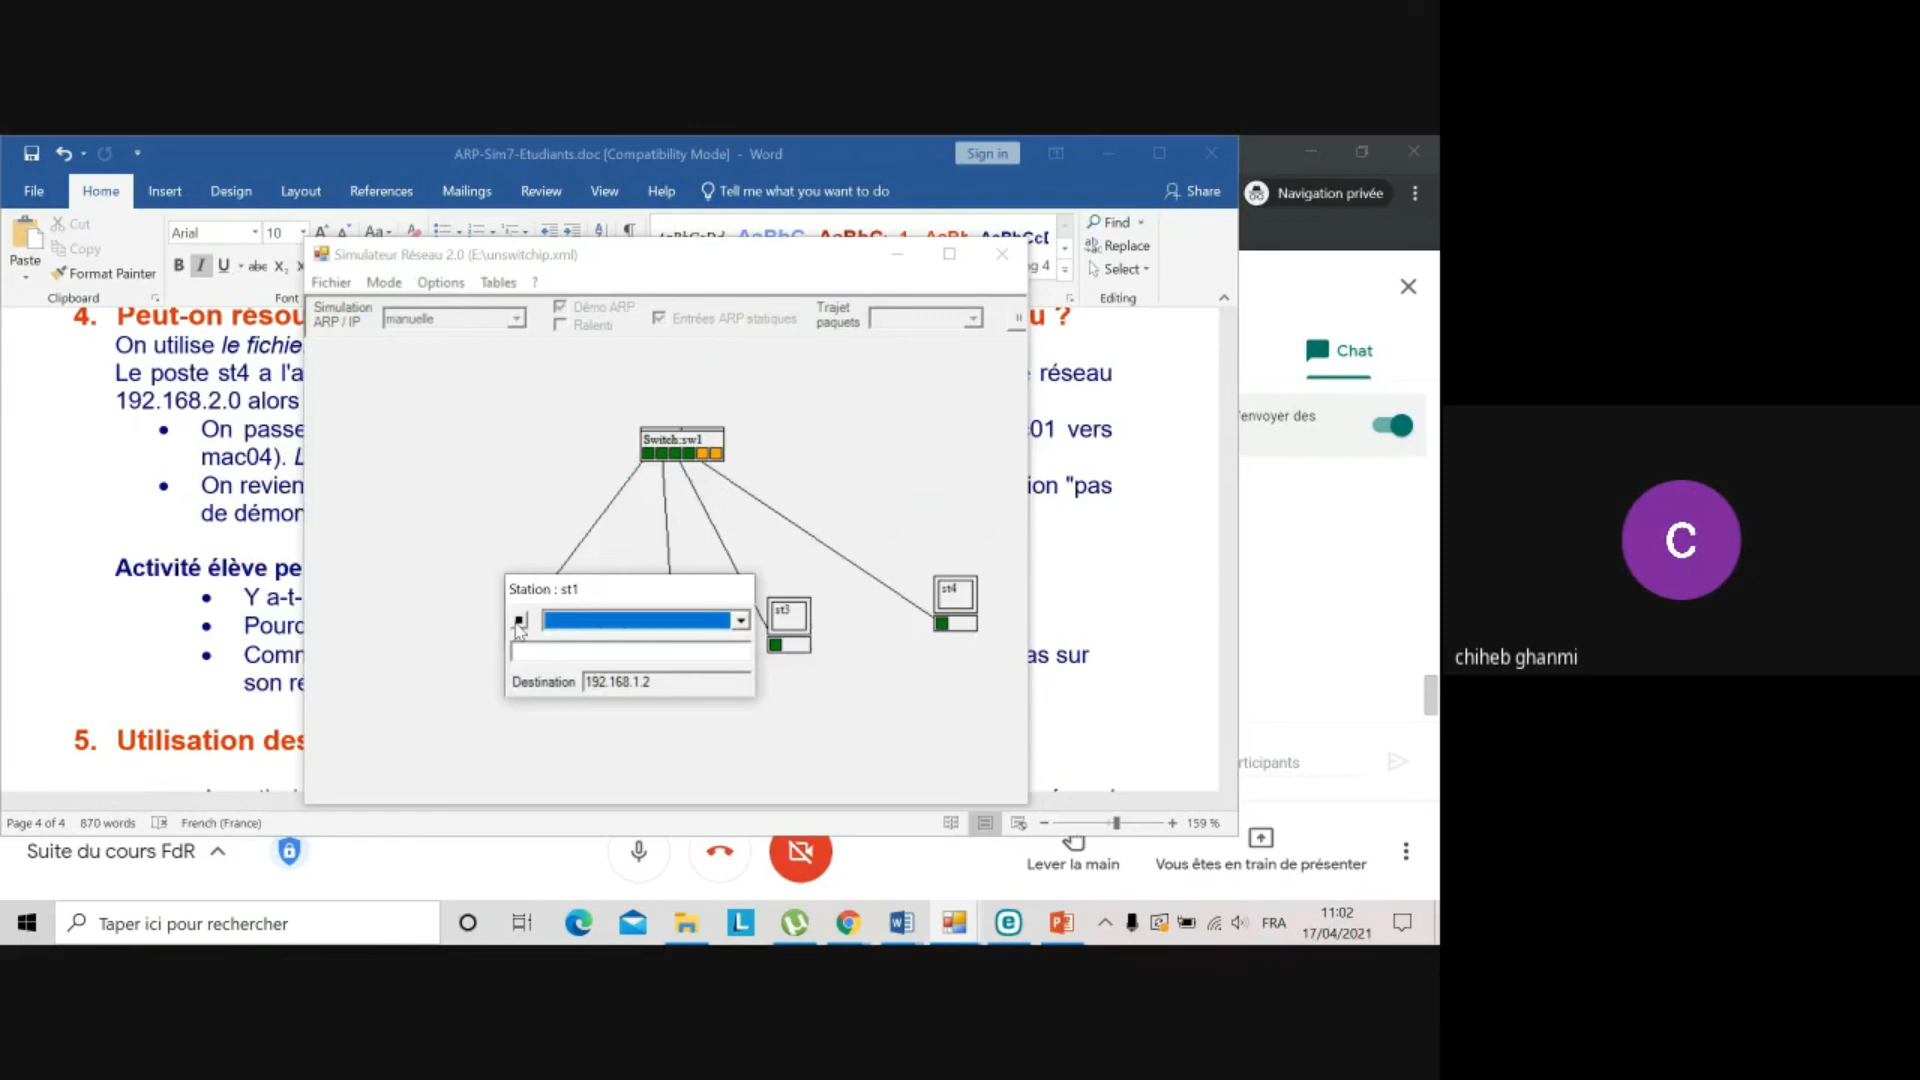 ARP-Sim7-Etudiants.doc [Compatibility Mode] - Word
Sign in
File Home Insert Design Layout References Mailings Review View Help Tell me what you want to do Share
Navigation privée
Paste
Cut
Copy
Format Painter
Clipboard
Arial 10
Font
Find
Replace
Select
Editing
Simulateur Réseau 2.0 (E:\unswitchip.xml)
Fichier Mode Options Tables ?
Simulation ARP / IP
manuelle
Démo ARP
Ralenti
Entrées ARP statiques
Trajet paquets
Switch:sw1
st3
st4
Station : st1
Destination 192.168.1.2
4. Peut-on résou
u ?
On utilise le fichie
Le poste st4 a l'a
réseau
192.168.2.0 alors
On passe
01 vers
mac04). L
On revien
ion "pas
de démon
Activité élève pe
Y a-t-
Pourq
Comm
as sur
son ré
5. Utilisation des
Page 4 of 4 870 words French (France)
159 %
Chat
'envoyer des
rticipants
Suite du cours FdR
Lever la main
Vous êtes en train de présenter
Taper ici pour rechercher
FRA
11:02
17/04/2021
C
chiheb ghanmi